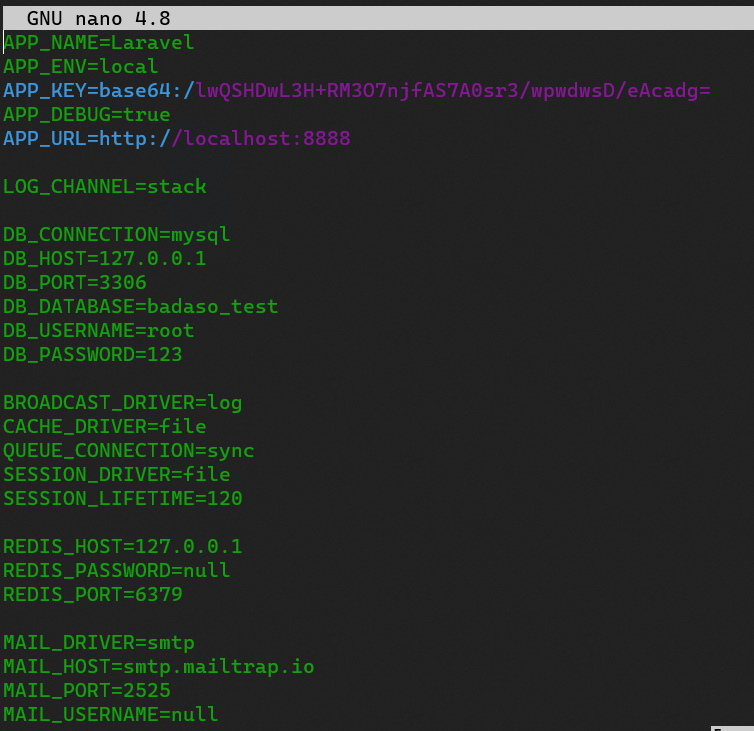 GNU nano 4.8
APP_NAME=Laravel
APP_ENV=local
APP_KEY=base64:/lwQSHDwL3H+RM3O7njfAS7A0sr3/wpwdwsD/eAcadg=
APP_DEBUG=true
APP_URL=http://localhost:8888
LOG_CHANNEL=stack
DB_CONNECTION=mysql
DB_HOST=127.0.0.1
DB_PORT=3306
DB_DATABASE=badaso_test
DB_USERNAME=root
DB_PASSWORD=123
BROADCAST_DRIVER=log
CACHE_DRIVER=file
QUEUE_CONNECTION=sync
SESSION_DRIVER=file
SESSION_LIFETIME=120
REDIS_HOST=127.0.0.1
REDIS_PASSWORD=null
REDIS_PORT=6379
MAIL_DRIVER=smtp
MAIL_HOST=smtp.mailtrap.io
MAIL_PORT=2525
MAIL_USERNAME=null